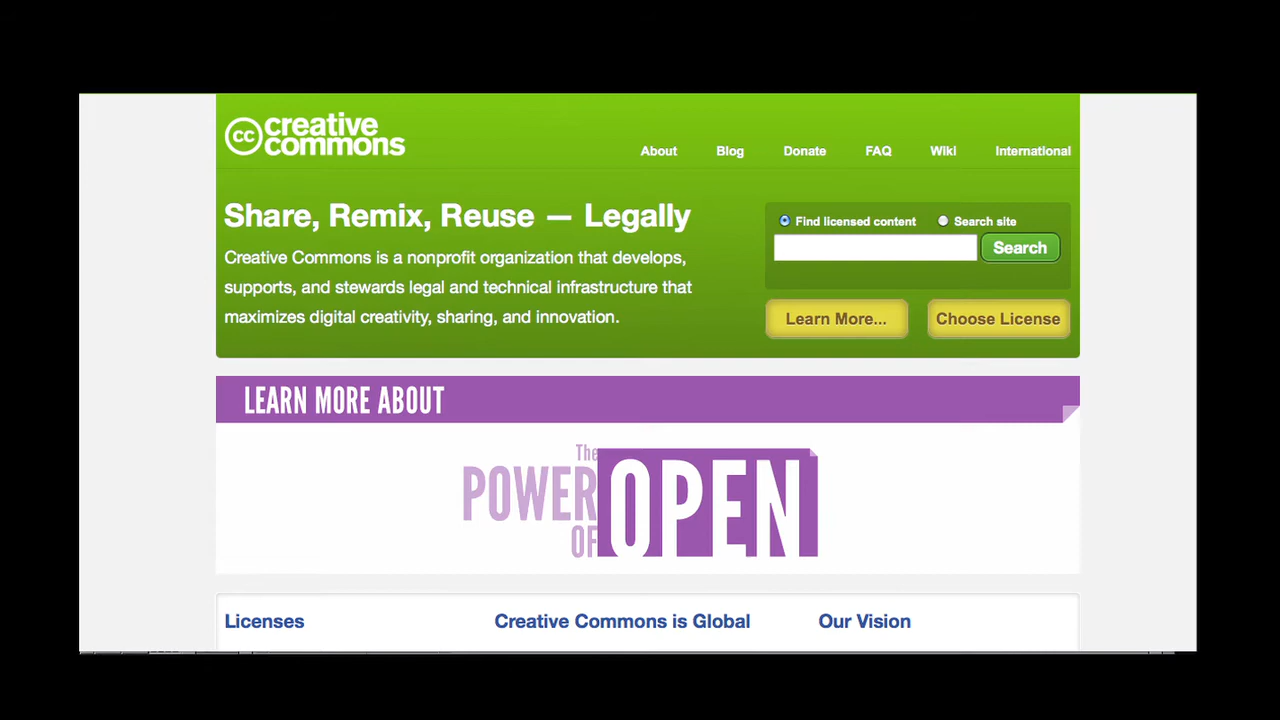 cc creative
commons
About Blog Donate FAQ Wiki International
Share, Remix, Reuse — Legally
Creative Commons is a nonprofit organization that develops,
supports, and stewards legal and technical infrastructure that
maximizes digital creativity, sharing, and innovation.
Find licensed content Search site
Search
Learn More... Choose License
LEARN MORE ABOUT
The
POWER
OF
OPEN
Licenses Creative Commons is Global Our Vision